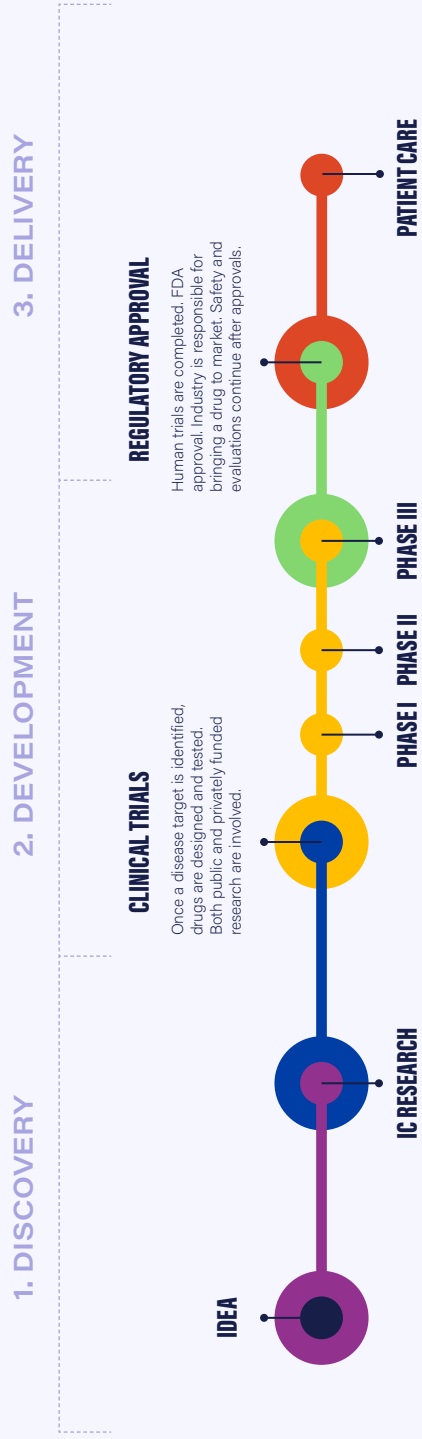 1. DISCOVERY
2. DEVELOPMENT
3. DELIVERY
IDEA
IC RESEARCH
CLINICAL TRIALS
Once a disease target is identified,
drugs are designed and tested.
Both public and privately funded
research are involved.
PHASE I
PHASE II
PHASE III
REGULATORY APPROVAL
Human trials are completed. FDA
approval. Industry is responsible for
bringing a drug to market. Safety and
evaluations continue after approvals.
PATIENT CARE